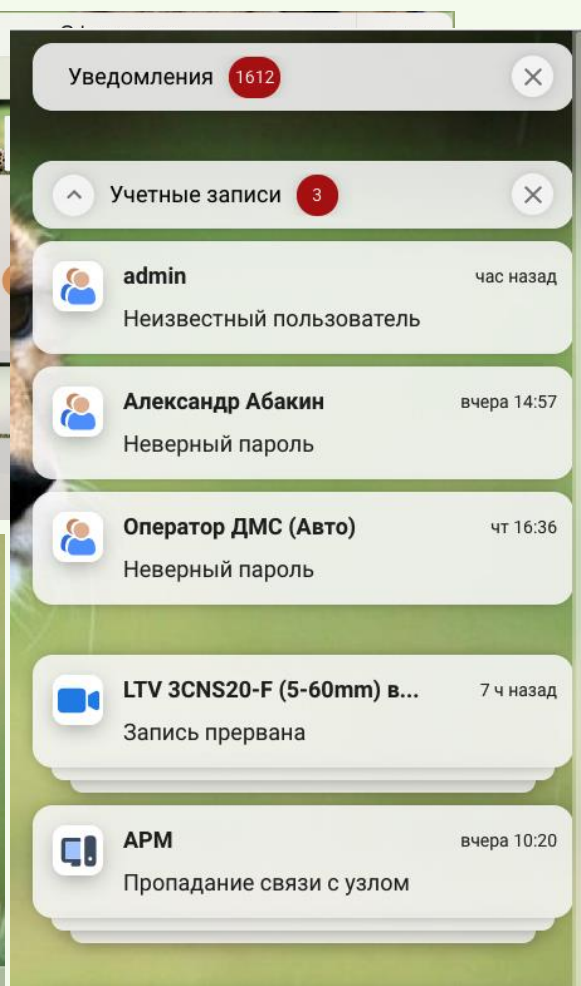 Уведомления 1612
Учетные записи 3
admin час назад
Неизвестный пользователь
Александр Абакин вчера 14:57
Неверный пароль
Оператор ДМС (Авто) чт 16:36
Неверный пароль
LTV 3CNS20-F (5-60mm) в... 7 ч назад
Запись прервана
АРМ вчера 10:20
Пропадание связи с узлом